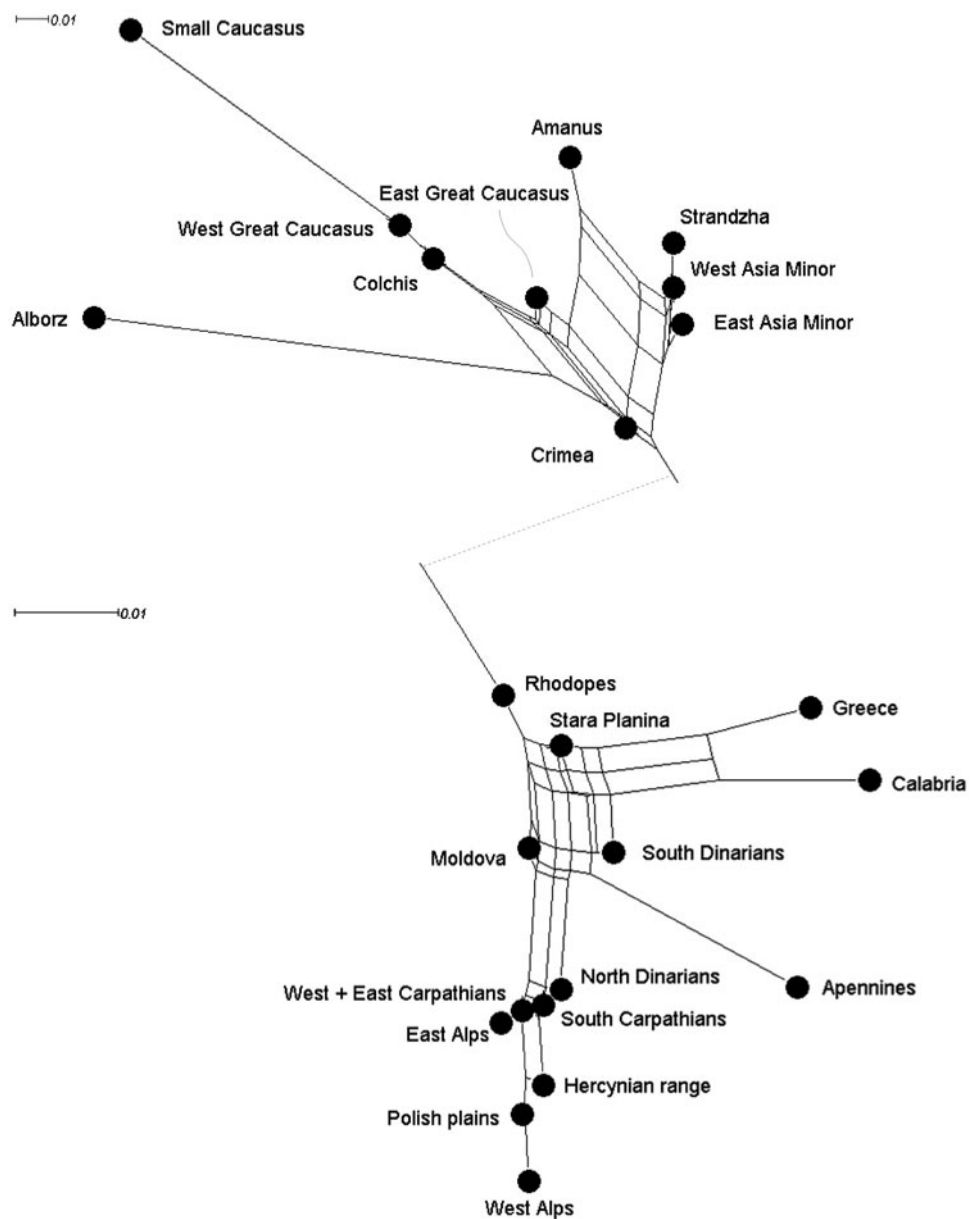 0.01
Small Caucasus
Amanus
East Great Caucasus
Strandzha
West Great Caucasus
West Asia Minor
Colchis
Alborz
East Asia Minor
Crimea
0.01
Rhodopes
Stara Planina
Greece
Calabria
Moldova
South Dinarians
North Dinarians
Apennines
West + East Carpathians
South Carpathians
East Alps
Hercynian range
Polish plains
West Alps